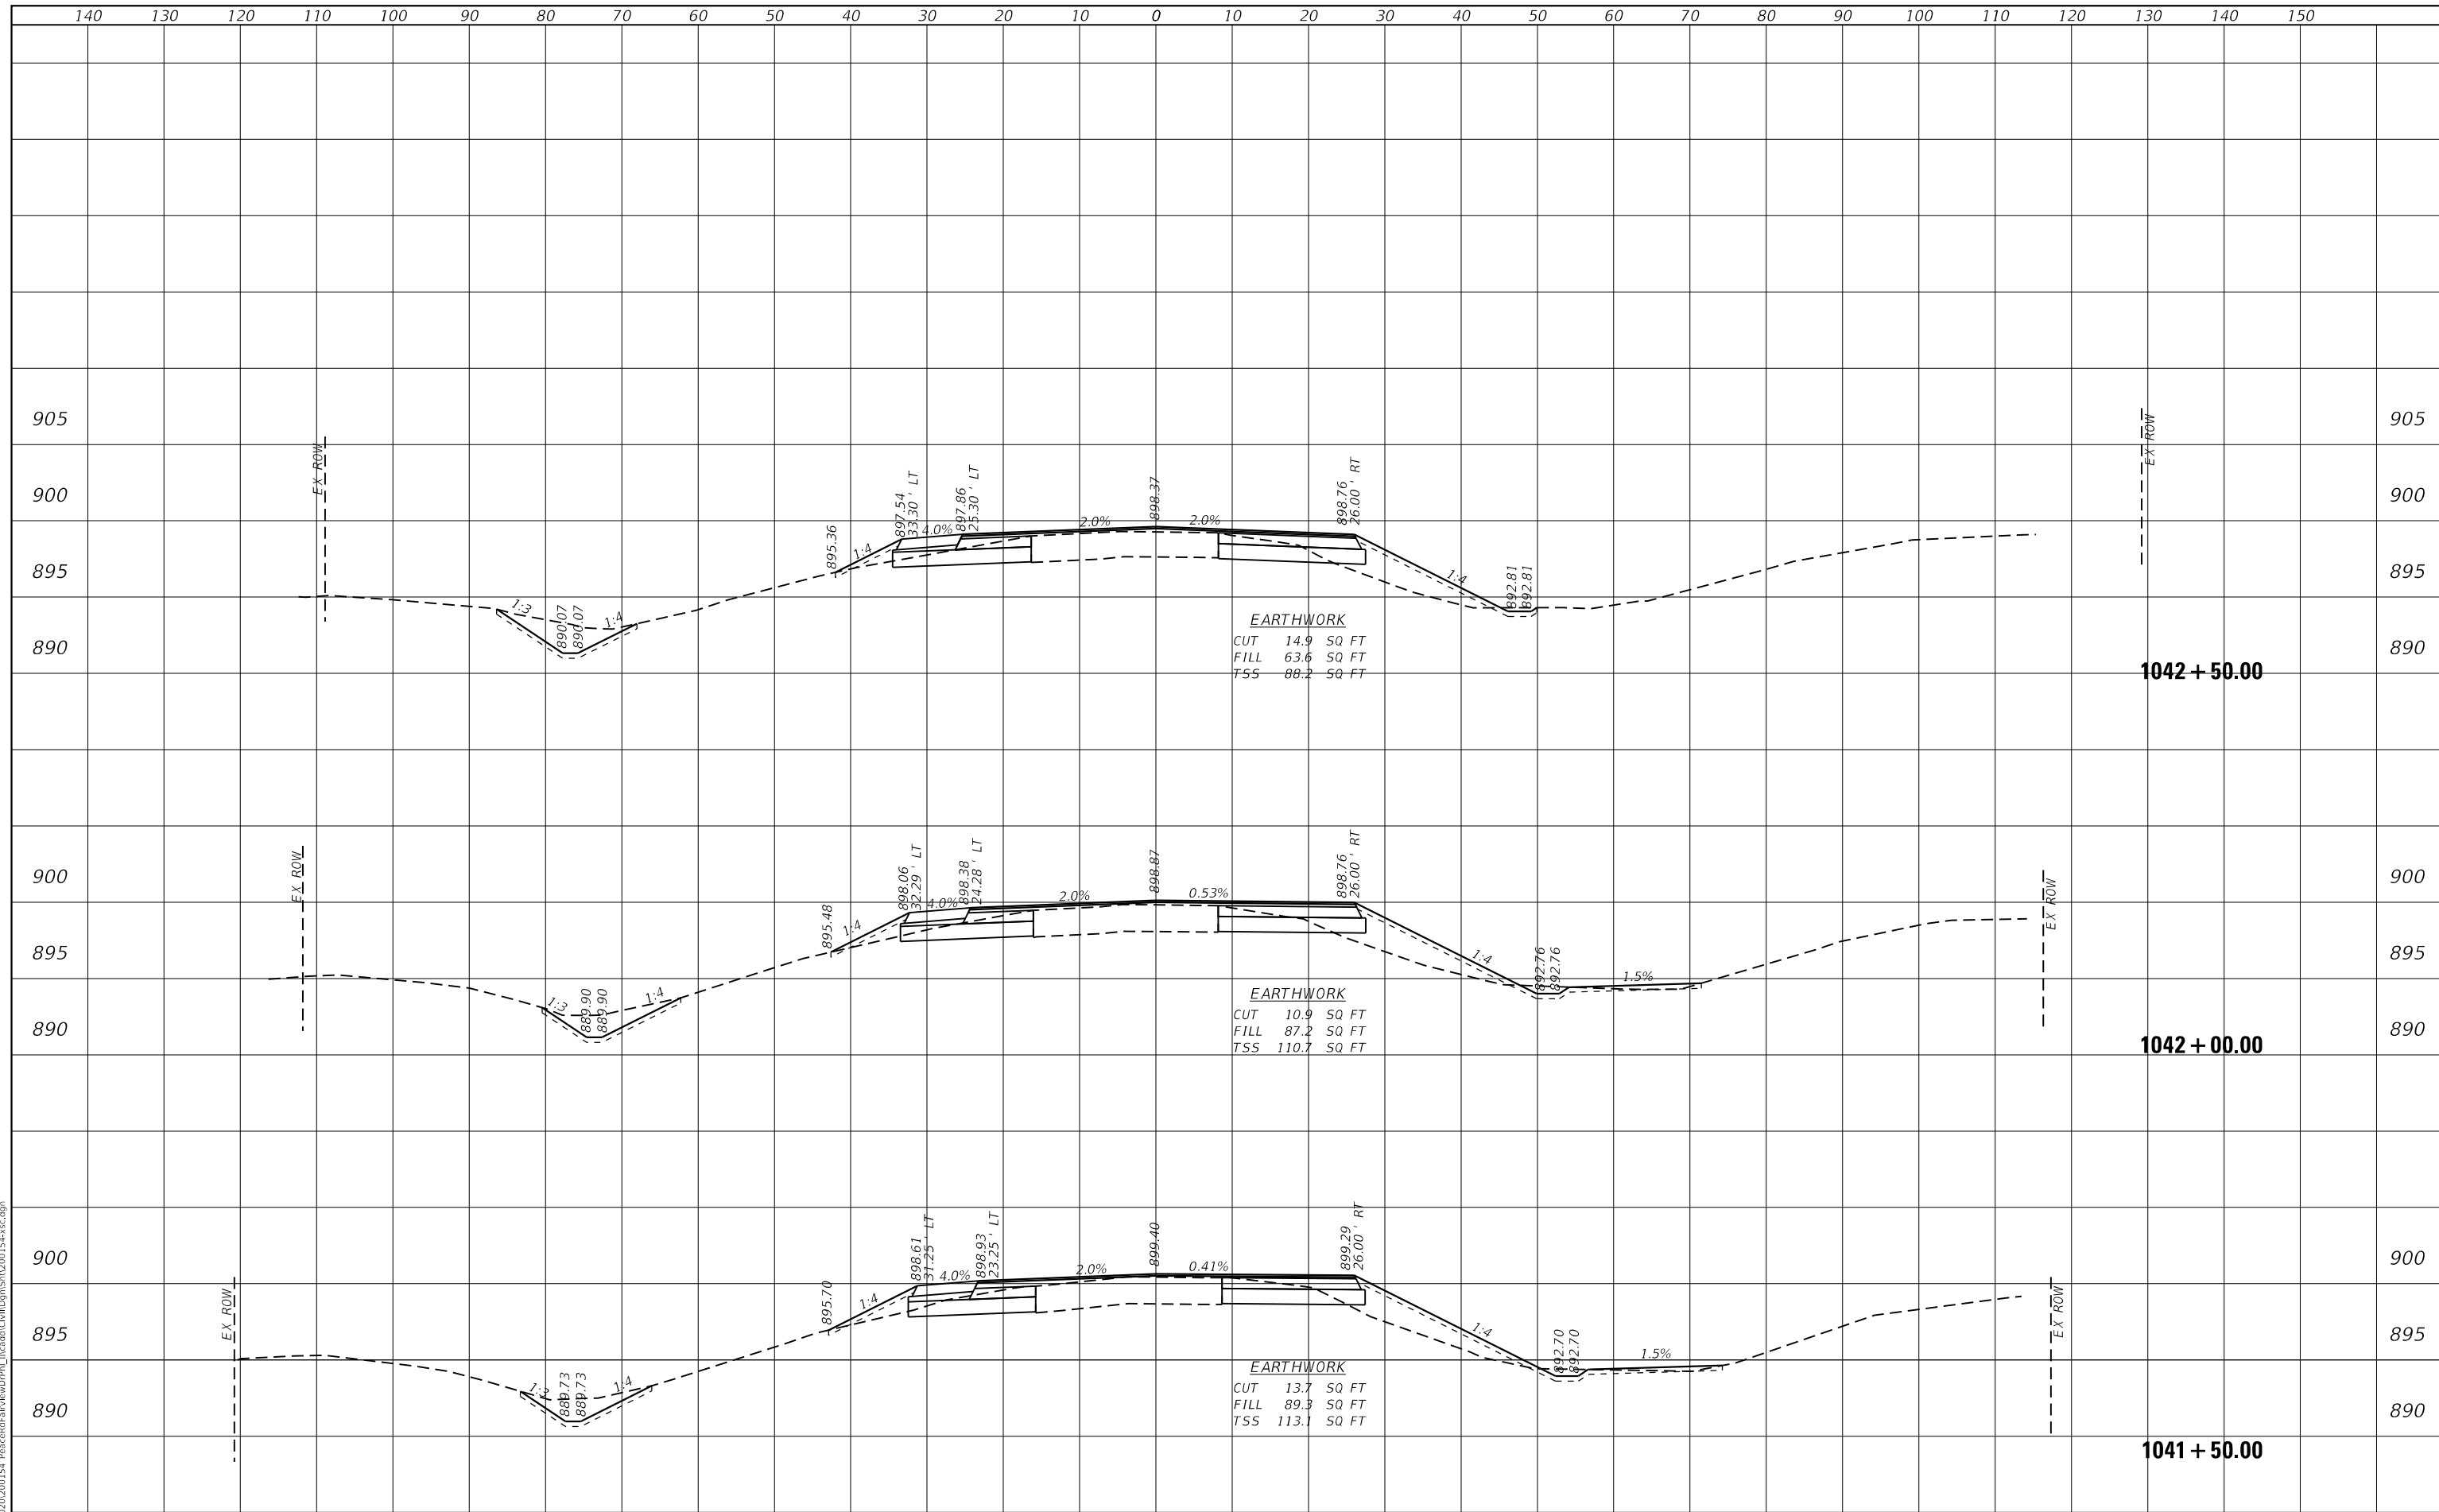 140 130 120 110 100 90 80 70 60 50 40 30 20 10 0 10 20 30 40 50 60 70 80 90 100 110 120 130 140 150
905 905
EX ROW EX ROW
900 900
895.36
897.54
33.30 ' LT
897.86
25.30 ' LT
898.37
898.76
26.00 ' RT
1:4 4.0% 2.0% 2.0% 1:4
895 895
892.81
892.81
1:3 1:4
890.07
890.07
890 890
EARTHWORK
CUT 14.9 SQ FT
FILL 63.6 SQ FT
TSS 88.2 SQ FT
1042 + 50.00
EX ROW EX ROW
900 900
895.48
898.06
32.29 ' LT
898.38
24.28 ' LT
898.87
898.76
26.00 ' RT
1:4 4.0% 2.0% 0.53% 1:4 1.5%
895 895
892.76
892.76
1:3 1:4
889.90
889.90
890 890
EARTHWORK
CUT 10.9 SQ FT
FILL 87.2 SQ FT
TSS 110.7 SQ FT
1042 + 00.00
EX ROW EX ROW
900 900
895.70
898.61
31.25 ' LT
898.93
23.25 ' LT
899.40
899.29
26.00 ' RT
1:4 4.0% 2.0% 0.41% 1:4 1.5%
895 895
892.70
892.70
1:3 1:4
889.73
889.73
890 890
EARTHWORK
CUT 13.7 SQ FT
FILL 89.3 SQ FT
TSS 113.1 SQ FT
1041 + 50.00